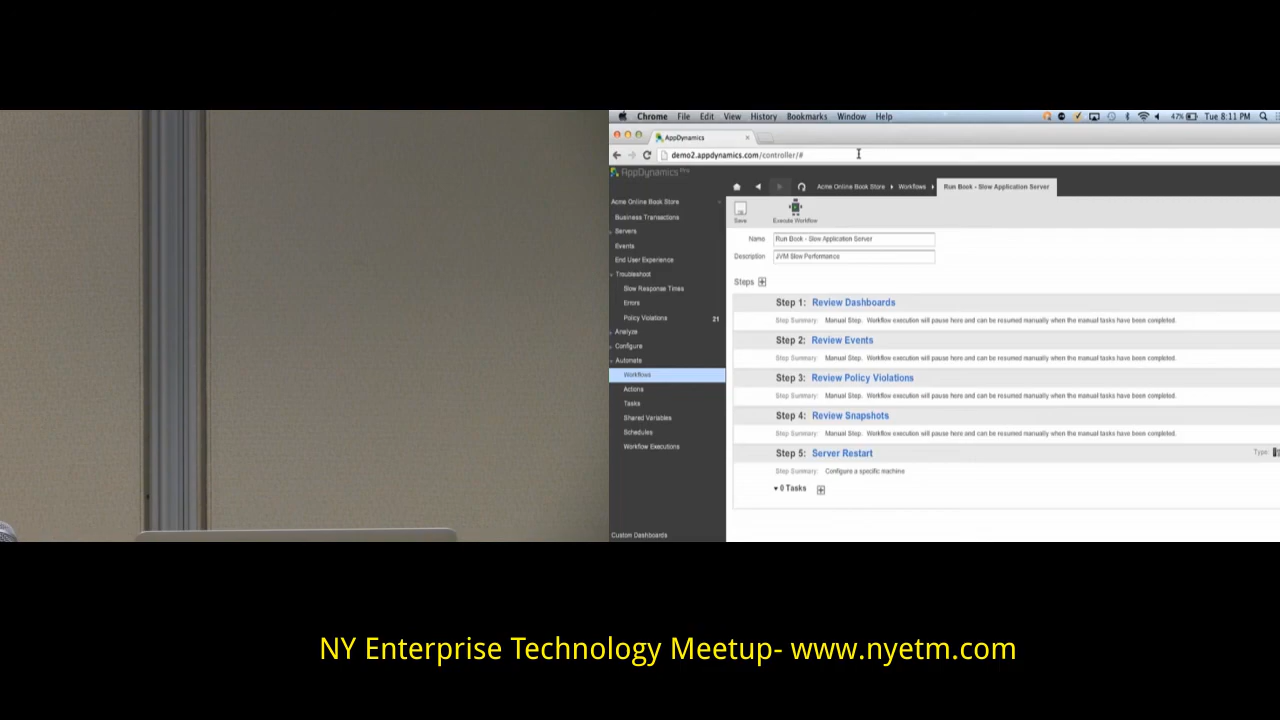 Chrome File Edit View History Bookmarks Window Help 47% Tue 8:11 PM
AppDynamics
demo2.appdynamics.com/controller/#
AppDynamics Pro
Acme Online Book Store Workflows Run Book - Slow Application Server
Acme Online Book Store
Business Transactions
Servers
Events
End User Experience
Troubleshoot
Slow Response Times
Errors
Policy Violations 21
Analyze
Configure
Automate
Workflows
Actions
Tasks
Shared Variables
Schedules
Workflow Executions
Custom Dashboards
Save Execute Workflow
Name Run Book - Slow Application Server
Description JVM Slow Performance
Steps
Step 1: Review Dashboards
Step Summary: Manual Step. Workflow execution will pause here and can be resumed manually when the manual tasks have been completed.
Step 2: Review Events
Step Summary: Manual Step. Workflow execution will pause here and can be resumed manually when the manual tasks have been completed.
Step 3: Review Policy Violations
Step Summary: Manual Step. Workflow execution will pause here and can be resumed manually when the manual tasks have been completed.
Step 4: Review Snapshots
Step Summary: Manual Step. Workflow execution will pause here and can be resumed manually when the manual tasks have been completed.
Step 5: Server Restart Type:
Step Summary: Configure a specific machine
0 Tasks
NY Enterprise Technology Meetup- www.nyetm.com